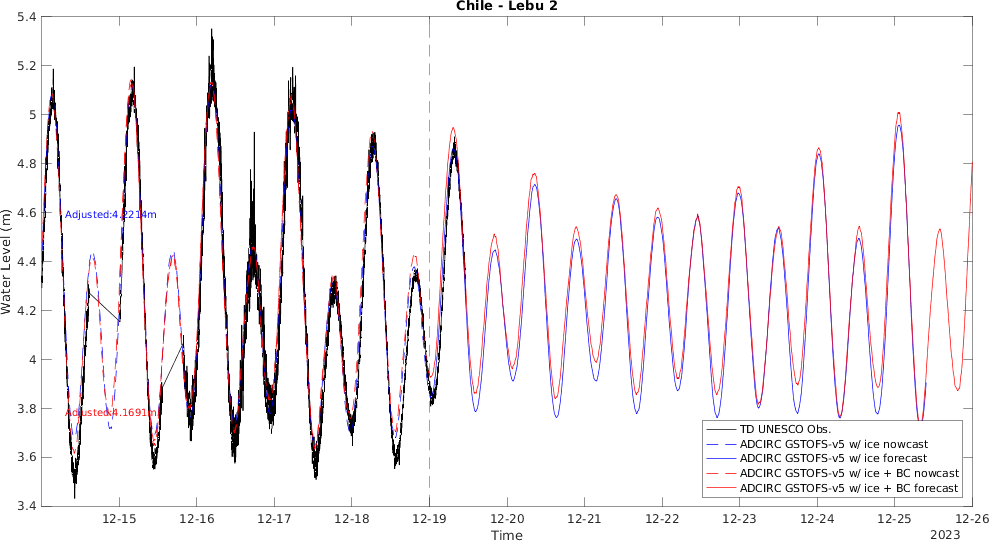 Chile - Lebu 2
5.4
5.2
5
4.8
4.6
4.4
4.2
4
3.8
3.6
3.4
Water Level (m)
Adjusted:4.2214m
Adjusted:4.1691m
TD UNESCO Obs.
ADCIRC GSTOFS-v5 w/ ice nowcast
ADCIRC GSTOFS-v5 w/ ice forecast
ADCIRC GSTOFS-v5 w/ ice + BC nowcast
ADCIRC GSTOFS-v5 w/ ice + BC forecast
12-15 12-16 12-17 12-18 12-19 12-20 12-21 12-22 12-23 12-24 12-25 12-26
Time
2023